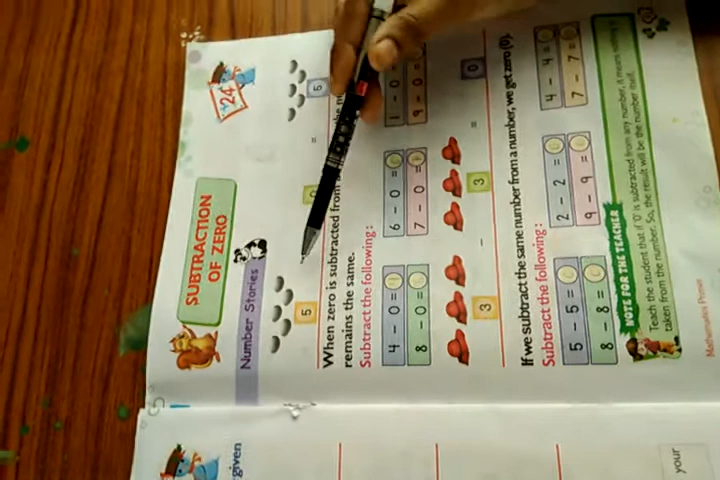 24
SUBTRACTION
OF ZERO
Number Stories
5 0 = 5
When zero is subtracted from
remains the same.
Subtract the following :
4 - 0 = 6 - 0 = 1 - 0
8 - 0 = 7 - 0 = 9 - 0 =
3 - 3 = 0
If we subtract the same number from a number, we get zero (0).
Subtract the following :
5 - 5 = 2 - 2 = 4 - 4 =
8 - 8 = 9 - 9 = 7 - 7 =
NOTE FOR THE TEACHER
Teach the student that if '0' is subtracted from any number, it means nothing is
taken from the number. So, the result will be the number itself.
Mathematics Primer
given
your